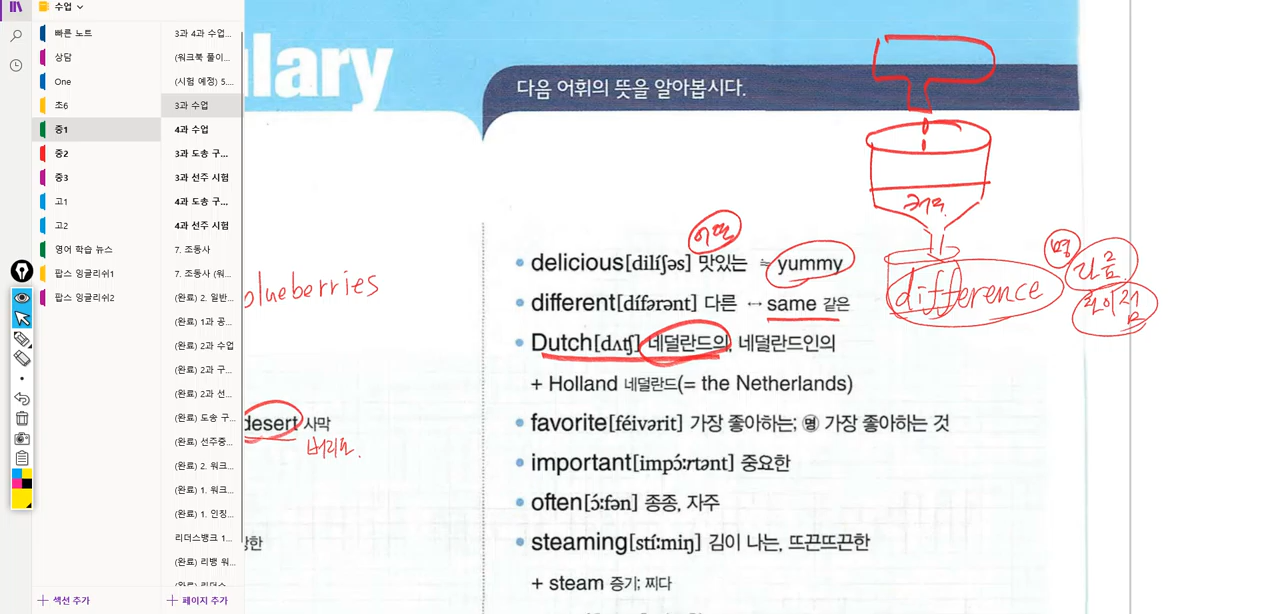 수업
빠른 노트
상담
One
초6
중1
중2
중3
고1
고2
영어 학습 뉴스
팝스 잉글리쉬1
팝스 잉글리쉬2
섹션 추가
3과 4과 수업...
(워크북 풀이...
(시험 예정) 5....
3과 수업
4과 수업
3과 도송 구...
3과 선주 시험
4과 도송 구...
4과 선주 시험
7. 조동사
7. 조동사 (워...
(완료) 2. 일반...
(완료) 1과 공...
(완료) 2과 수업
(완료) 2과 구...
(완료) 2과 선...
(완료) 도송 구...
(완료) 선주중...
(완료) 2. 워크...
(완료) 1. 워크...
(완료) 1. 인칭...
리더스뱅크 1...
(완료) 리뱅 워...
(완료) 리더스
페이지 추가
lary
다음 어휘의 뜻을 알아봅시다.
blueberries
desert 사막
버리다.
한
어떤
delicious[dilíʃəs] 맛있는 ≒ yummy
different[dífərənt] 다른 ↔ same 같은
difference
명
다름
차이점
Dutch[dʌtʃ] 네덜란드의, 네덜란드인의
+ Holland 네덜란드(= the Netherlands)
favorite[féivərit] 가장 좋아하는; 명 가장 좋아하는 것
important[impɔ́ːrtənt] 중요한
often[ɔ́ːfən] 종종, 자주
steaming[stíːmiŋ] 김이 나는, 뜨끈뜨끈한
+ steam 증기; 찌다